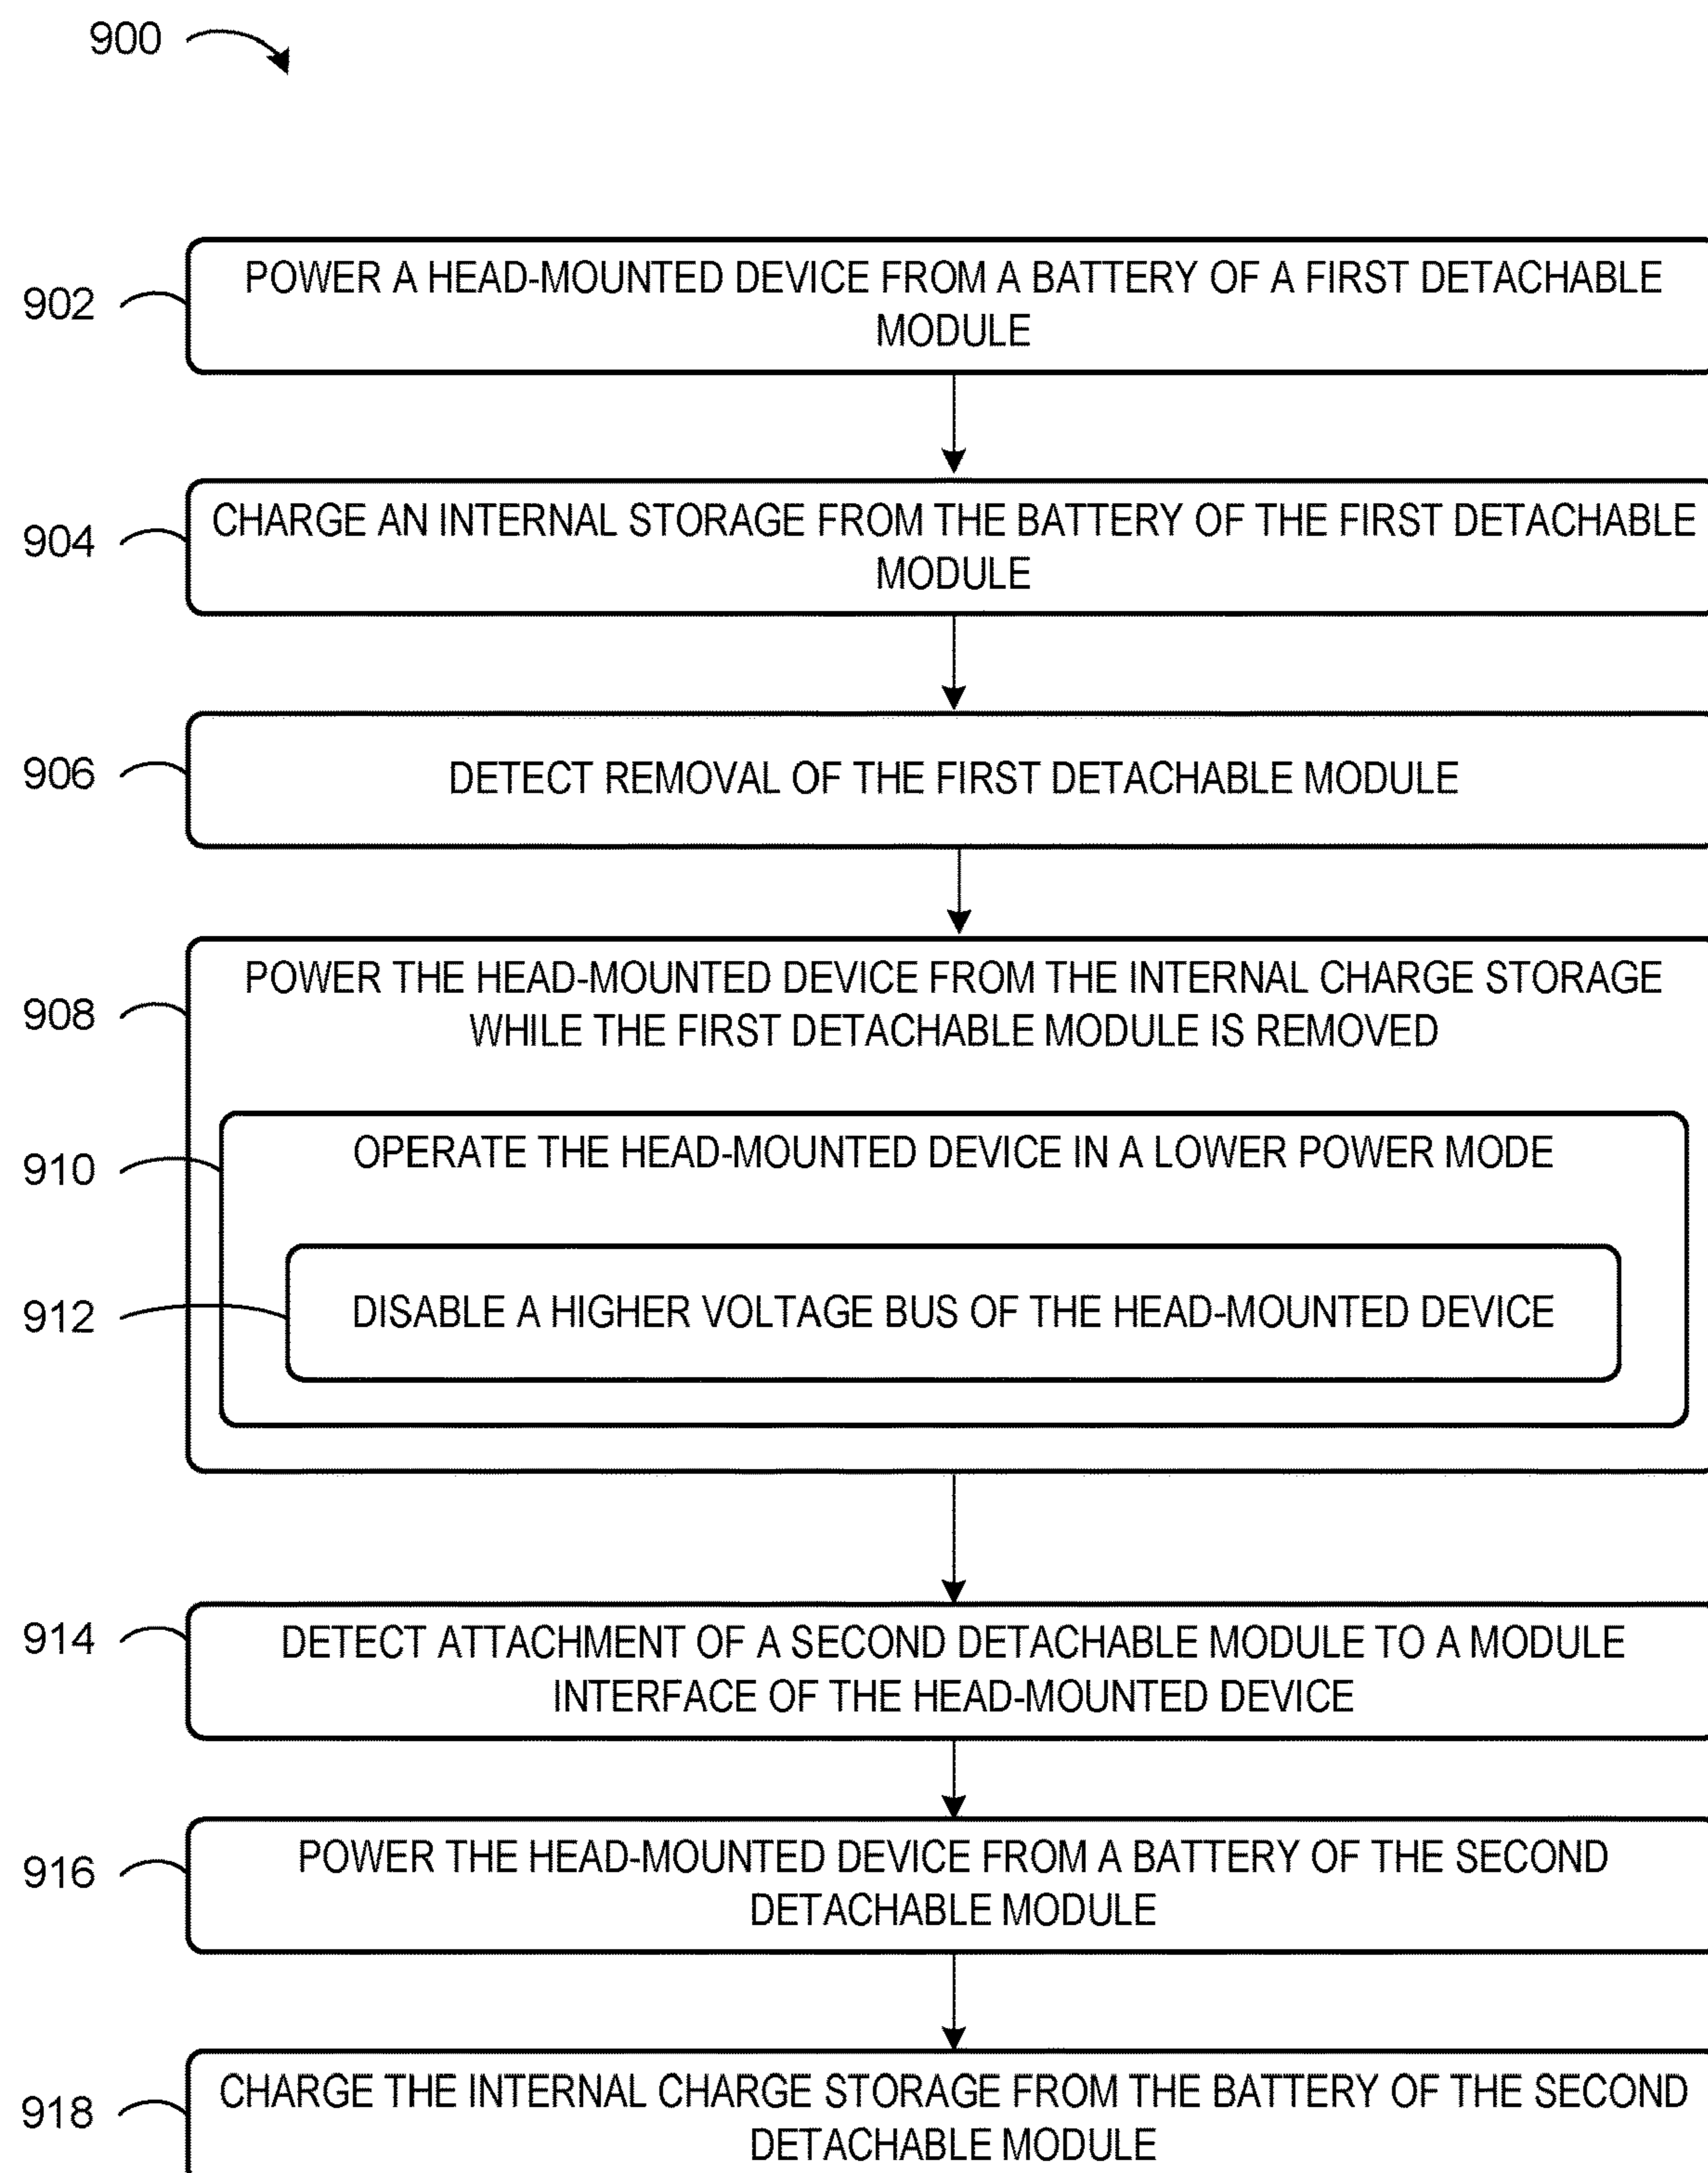 900
902
POWER A HEAD-MOUNTED DEVICE FROM A BATTERY OF A FIRST DETACHABLE
MODULE
904
CHARGE AN INTERNAL STORAGE FROM THE BATTERY OF THE FIRST DETACHABLE
MODULE
906
DETECT REMOVAL OF THE FIRST DETACHABLE MODULE
908
POWER THE HEAD-MOUNTED DEVICE FROM THE INTERNAL CHARGE STORAGE
WHILE THE FIRST DETACHABLE MODULE IS REMOVED
910
OPERATE THE HEAD-MOUNTED DEVICE IN A LOWER POWER MODE
912
DISABLE A HIGHER VOLTAGE BUS OF THE HEAD-MOUNTED DEVICE
914
DETECT ATTACHMENT OF A SECOND DETACHABLE MODULE TO A MODULE
INTERFACE OF THE HEAD-MOUNTED DEVICE
916
POWER THE HEAD-MOUNTED DEVICE FROM A BATTERY OF THE SECOND
DETACHABLE MODULE
918
CHARGE THE INTERNAL CHARGE STORAGE FROM THE BATTERY OF THE SECOND
DETACHABLE MODULE